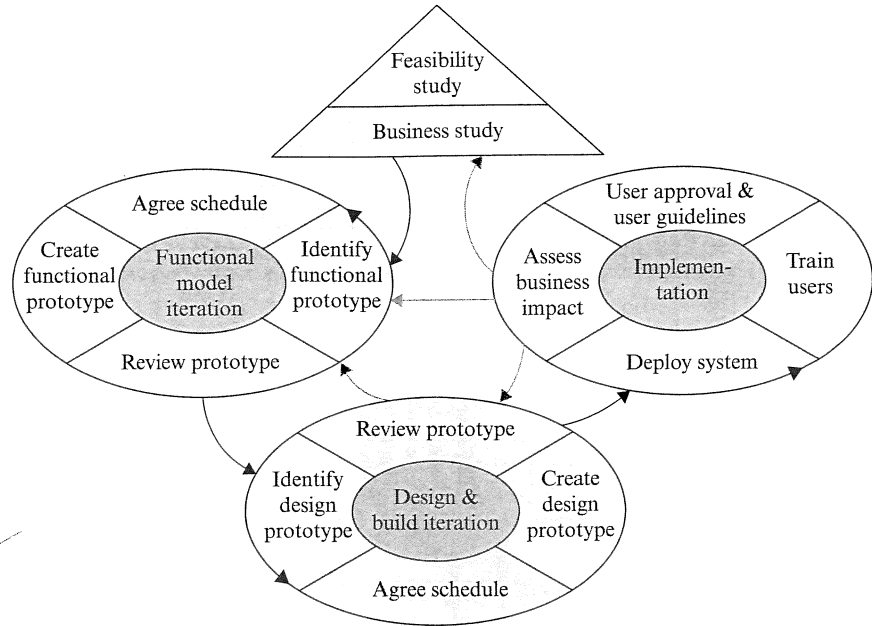 Feasibility
study
Business study
Agree schedule
Create
functional
prototype
Functional
model
iteration
Identify
functional
prototype
Review prototype
User approval &
user guidelines
Assess
business
impact
Implemen-
tation
Train
users
Deploy system
Review prototype
Identify
design
prototype
Design &
build iteration
Create
design
prototype
Agree schedule